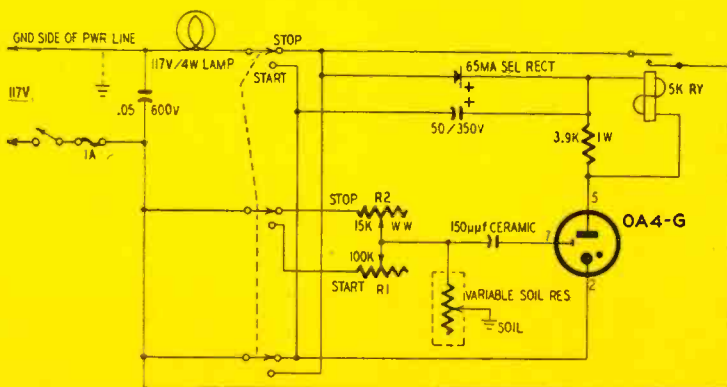 GND SIDE OF PWR LINE
STOP
117V/4W LAMP
START
65MA SEL RECT
117V
.05 600V
+
+
50/350V
5K RY
1A
3.9K 1W
STOP
R2
15K WW
5
0A4-G
150µµf CERAMIC
7
100K
START R1
VARIABLE SOIL RES
2
SOIL